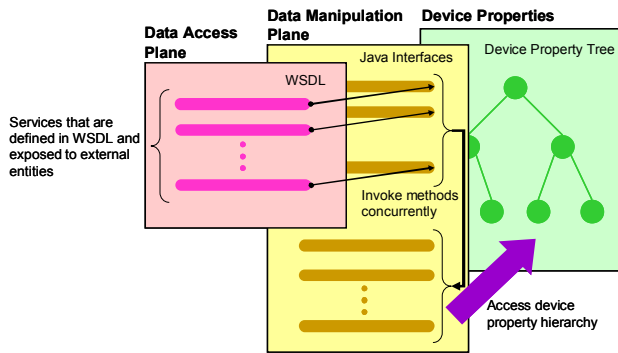 Data Access
Plane
Data Manipulation
Plane
Device Properties
WSDL
Java Interfaces
Device Property Tree
Services that are
defined in WSDL and
exposed to external
entities
Invoke methods
concurrently
Access device
property hierarchy